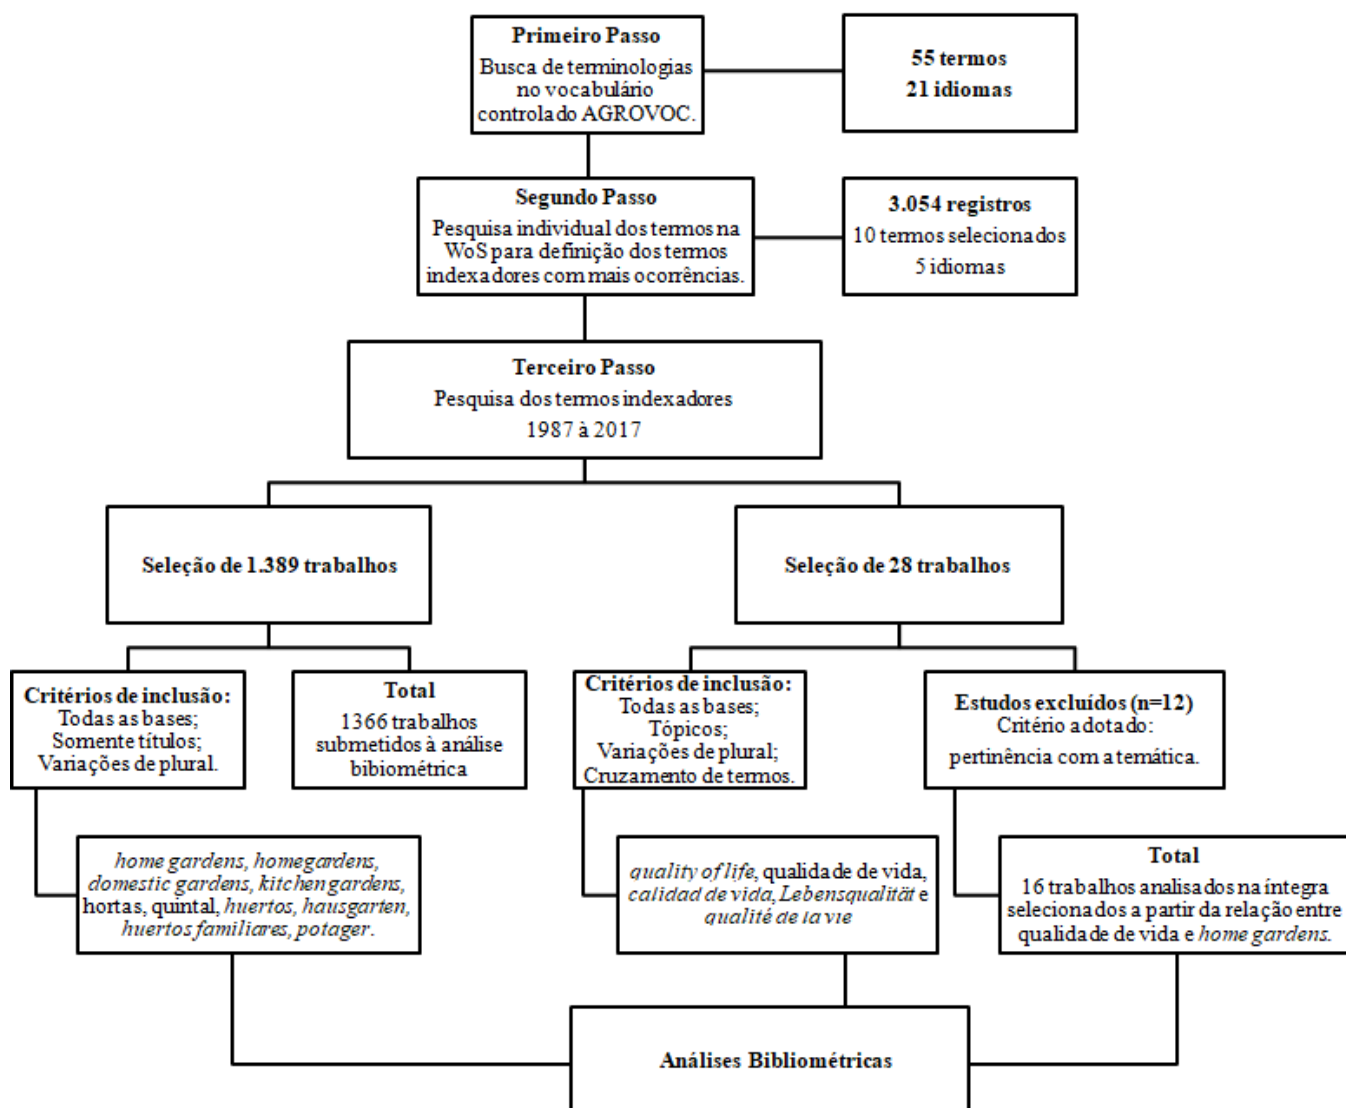 Primeiro Passo
Busca de terminologias
no vocabulário
controlado AGROVOC.
55 termos
21 idiomas
Segundo Passo
Pesquisa individual dos termos na
WoS para definição dos termos
indexadores com mais ocorrências.
3.054 registros
10 termos selecionados
5 idiomas
Terceiro Passo
Pesquisa dos termos indexadores
1987 à 2017
Seleção de 1.389 trabalhos
Seleção de 28 trabalhos
Critérios de inclusão:
Todas as bases;
Somente títulos;
Variações de plural.
Total
1366 trabalhos
submetidos à análise
bibiométrica
Critérios de inclusão:
Todas as bases;
Tópicos;
Variações de plural;
Cruzamento de termos.
Estudos excluídos (n=12)
Critério adotado:
pertinência com a temática.
home gardens, homegardens,
domestic gardens, kitchen gardens,
hortas, quintal, huertos, hausgarten,
huertos familiares, potager.
quality of life, qualidade de vida,
calidad de vida, Lebensqualität e
qualité de la vie
Total
16 trabalhos analisados na íntegra
selecionados a partir da relação entre
qualidade de vida e home gardens.
Análises Bibliométricas